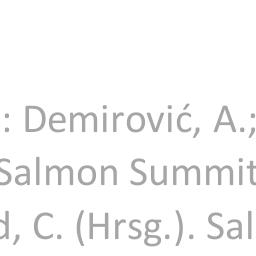 : Demirović, A.;
Salmon Summit
d, C. (Hrsg.). Sal